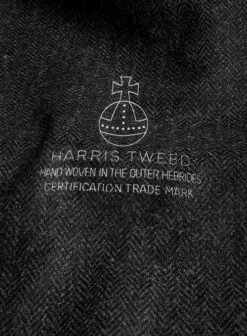 HARRIS TWEED
HAND WOVEN IN THE OUTER HEBRIDES
CERTIFICATION TRADE MARK